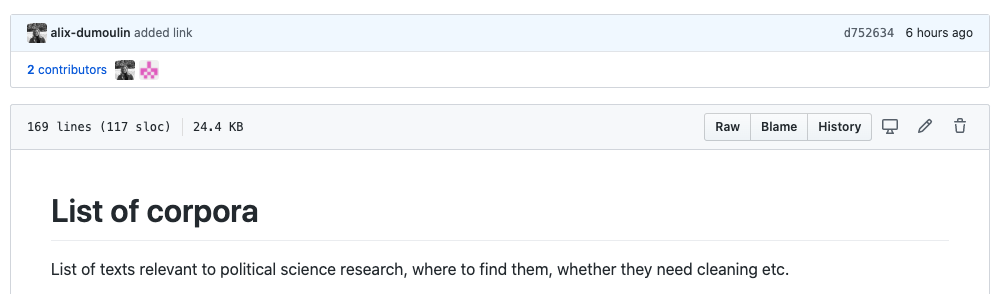 alix-dumoulin added link d752634 6 hours ago
2 contributors
169 lines (117 sloc) 24.4 KB Raw Blame History
List of corpora
List of texts relevant to political science research, where to find them, whether they need cleaning etc.